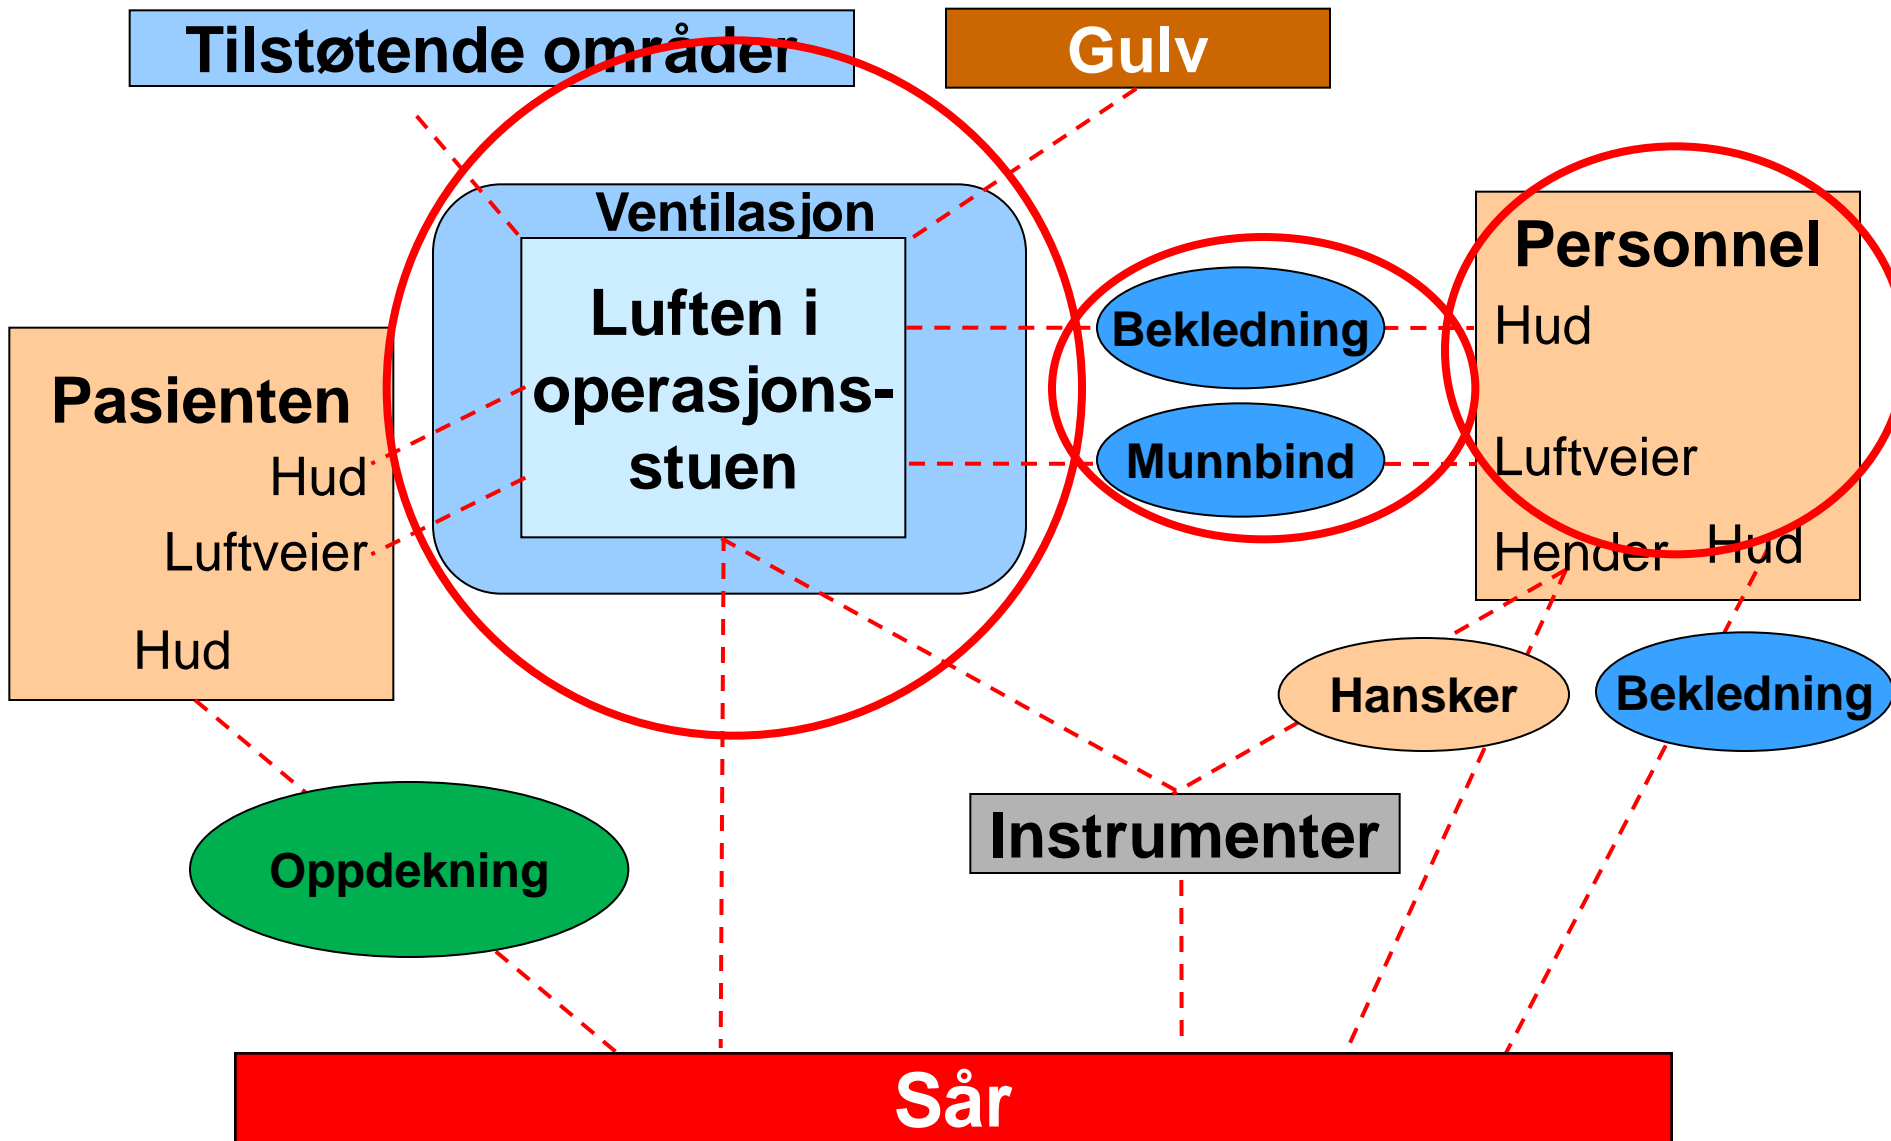 Tilstøtende områder
Gulv
Ventilasjon
Luften i
operasjons-
stuen
Pasienten
Hud
Luftveier
Hud
Bekledning
Munnbind
Personnel
Hud
Luftveier
Hender
Hud
Hansker
Bekledning
Oppdekning
Instrumenter
Sår